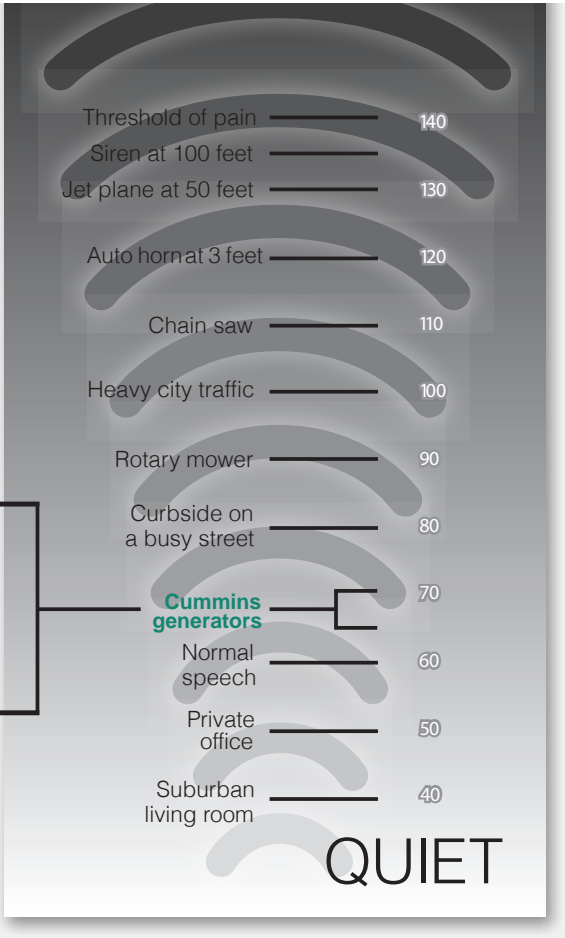 Threshold of pain 140
Siren at 100 feet
Jet plane at 50 feet 130
Auto horn at 3 feet 120
Chain saw 110
Heavy city traffic 100
Rotary mower 90
Curbside on
a busy street 80
Cummins 70
generators
Normal 60
speech
Private 50
office
Suburban 40
living room
QUIET